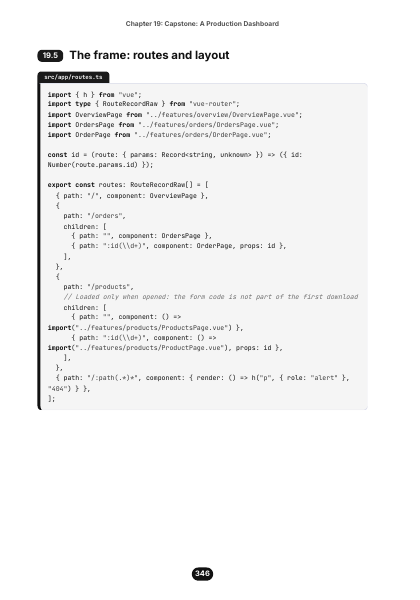 Chapter 19: Capstone: A Production Dashboard
19.5 The frame: routes and layout
src/app/routes.ts
import { h } from "vue";
import type { RouteRecordRaw } from "vue-router";
import OverviewPage from "../features/overview/OverviewPage.vue";
import OrdersPage from "../features/orders/OrdersPage.vue";
import OrderPage from "../features/orders/OrderPage.vue";
const id = (route: { params: Record<string, unknown> }) => ({ id:
Number(route.params.id) });
export const routes: RouteRecordRaw[] = [
  { path: "/", component: OverviewPage },
  {
    path: "/orders",
    children: [
      { path: "", component: OrdersPage },
      { path: ":id(\\d+)", component: OrderPage, props: id },
    ],
  },
  {
    path: "/products",
    // Loaded only when opened: the form code is not part of the first download
    children: [
      { path: "", component: () =>
import("../features/products/ProductsPage.vue") },
      { path: ":id(\\d+)", component: () =>
import("../features/products/ProductPage.vue"), props: id },
    ],
  },
  { path: "/:path(.*)*", component: { render: () => h("p", { role: "alert" },
"404") } },
];
346